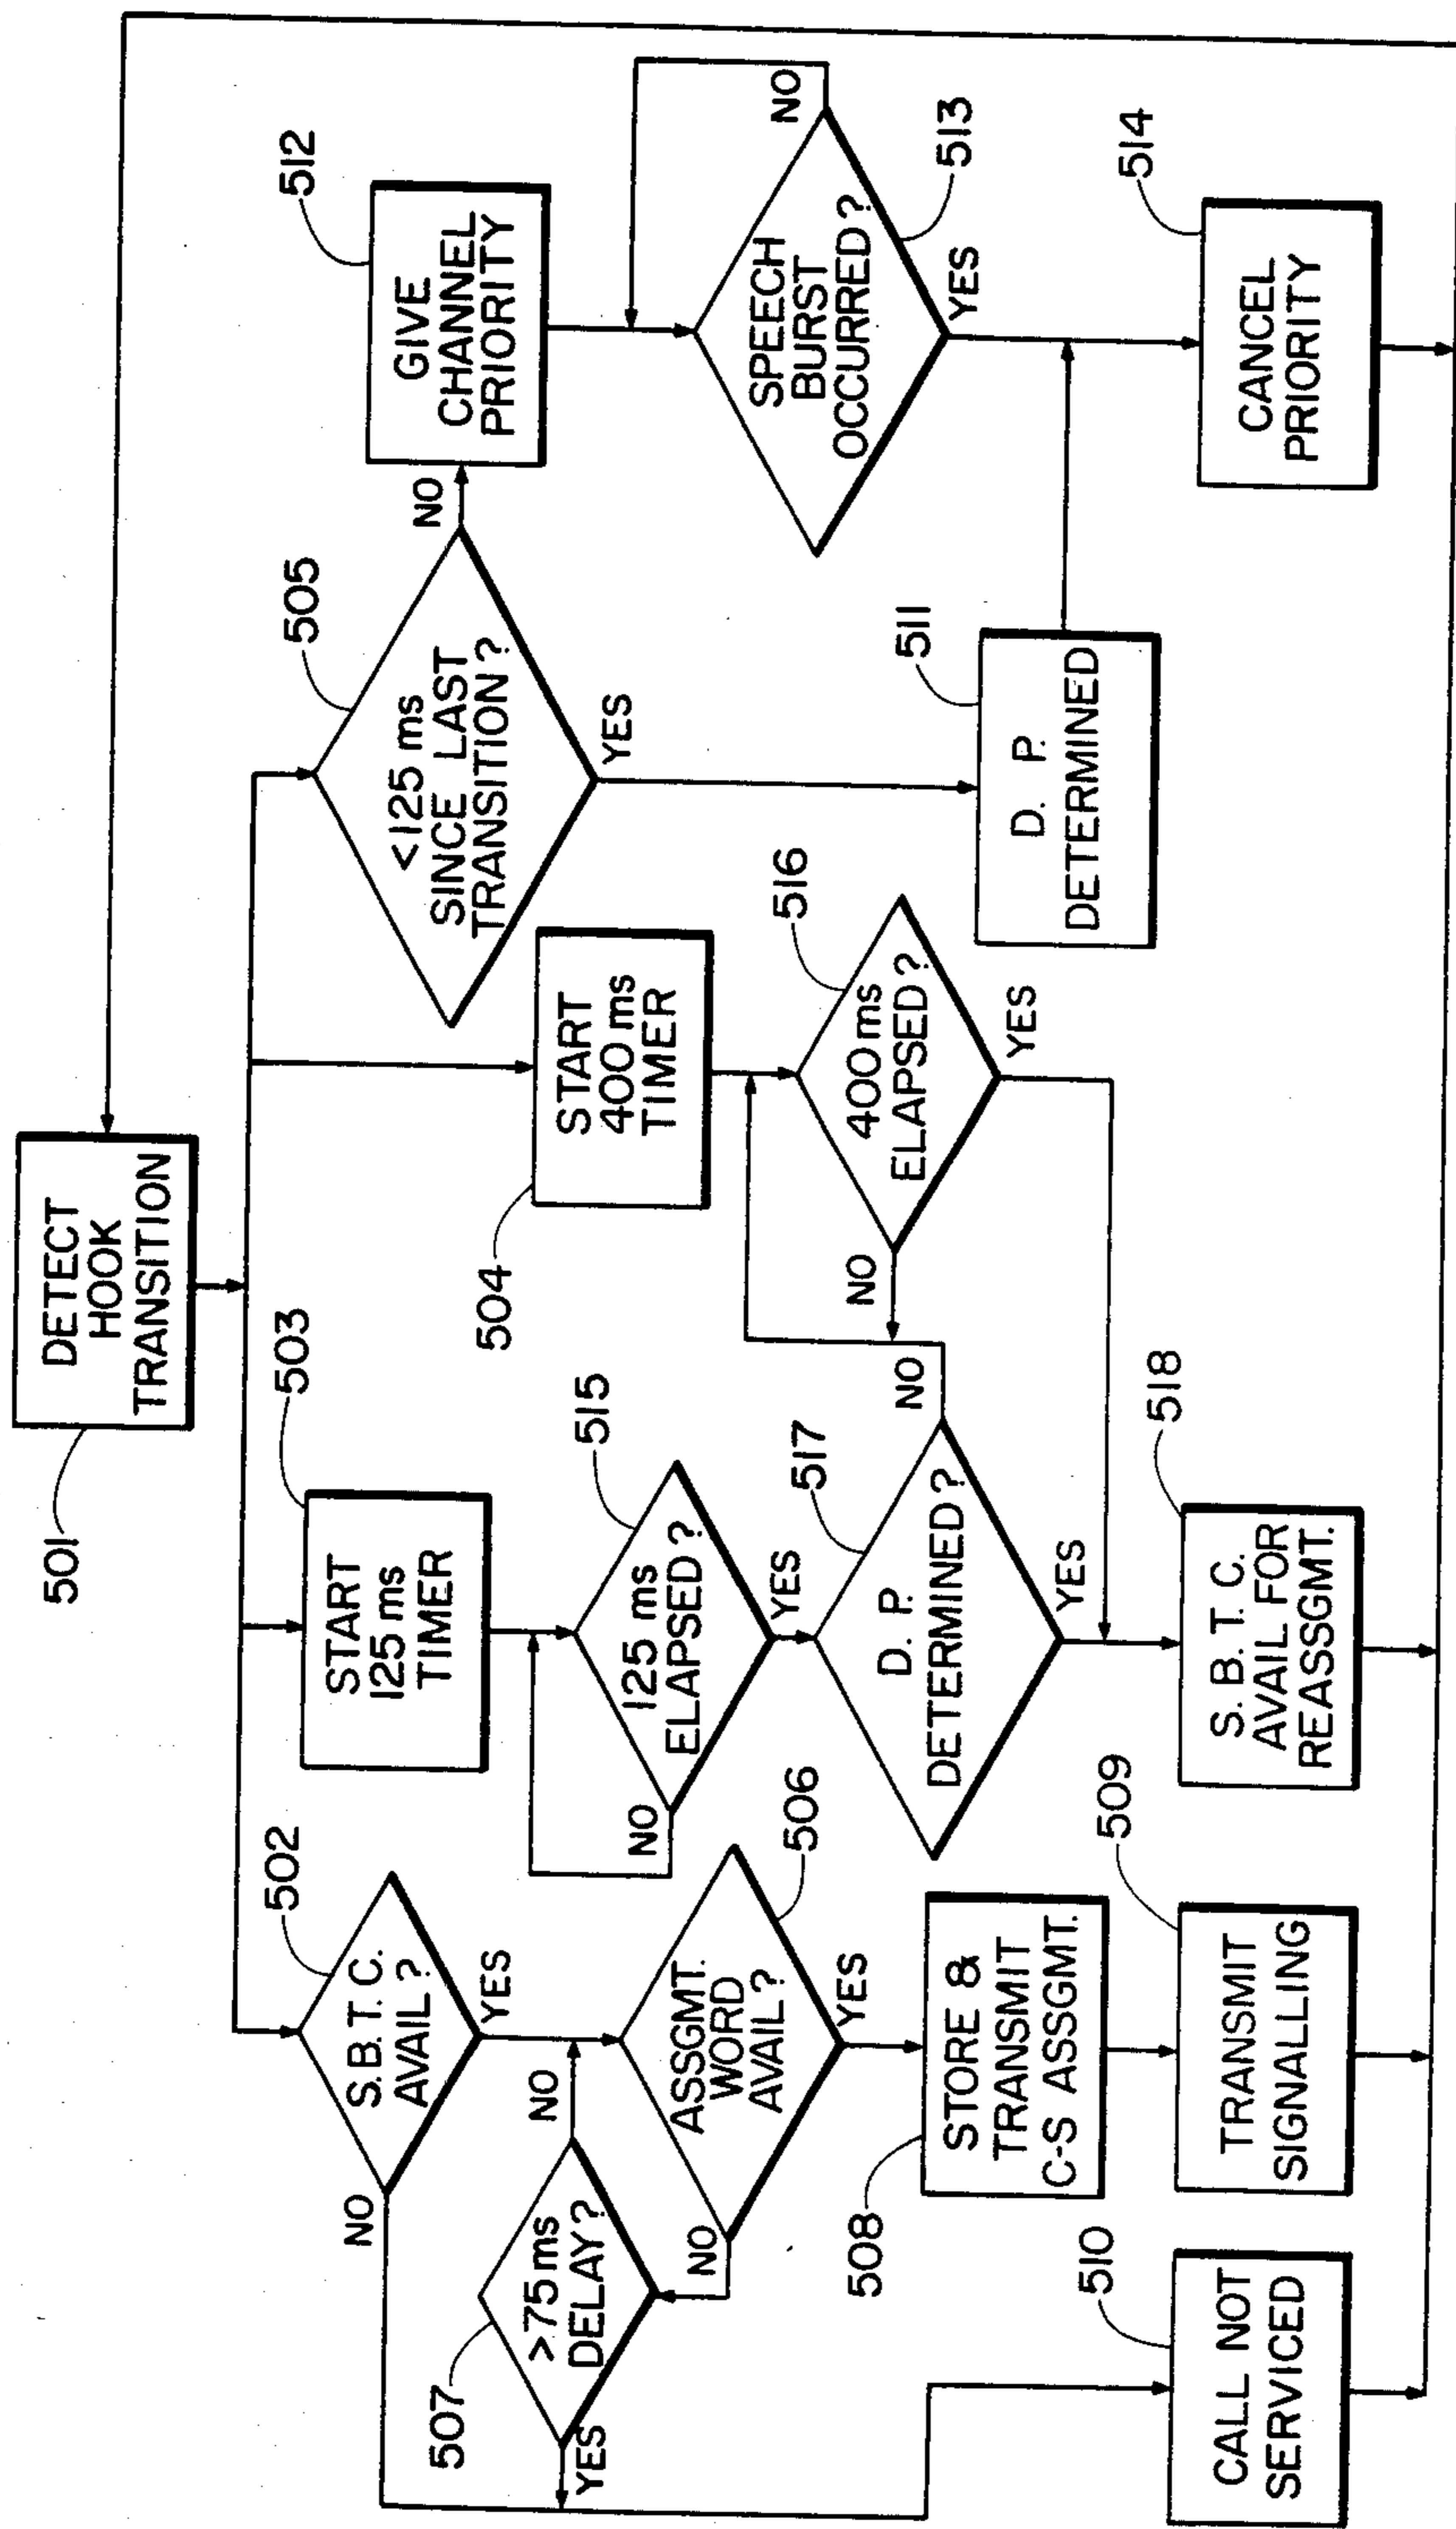 DETECT
HOOK
TRANSITION
501
502
S.B.T.C.
AVAIL?
NO
YES
503
START
125 ms
TIMER
504
START
400 ms
TIMER
505
<125 ms
SINCE LAST
TRANSITION?
NO
YES
512
GIVE
CHANNEL
PRIORITY
507
>75 ms
DELAY?
NO
YES
506
ASSGMT.
WORD
AVAIL?
NO
YES
515
125 ms
ELAPSED?
NO
YES
516
400 ms
ELAPSED?
NO
YES
513
SPEECH
BURST
OCCURRED?
NO
YES
517
D. P.
DETERMINED?
NO
YES
511
D. P.
DETERMINED
508
STORE &
TRANSMIT
C-S ASSGMT.
510
CALL NOT
SERVICED
509
TRANSMIT
SIGNALLING
518
S. B. T. C.
AVAIL FOR
REASSGMT.
514
CANCEL
PRIORITY